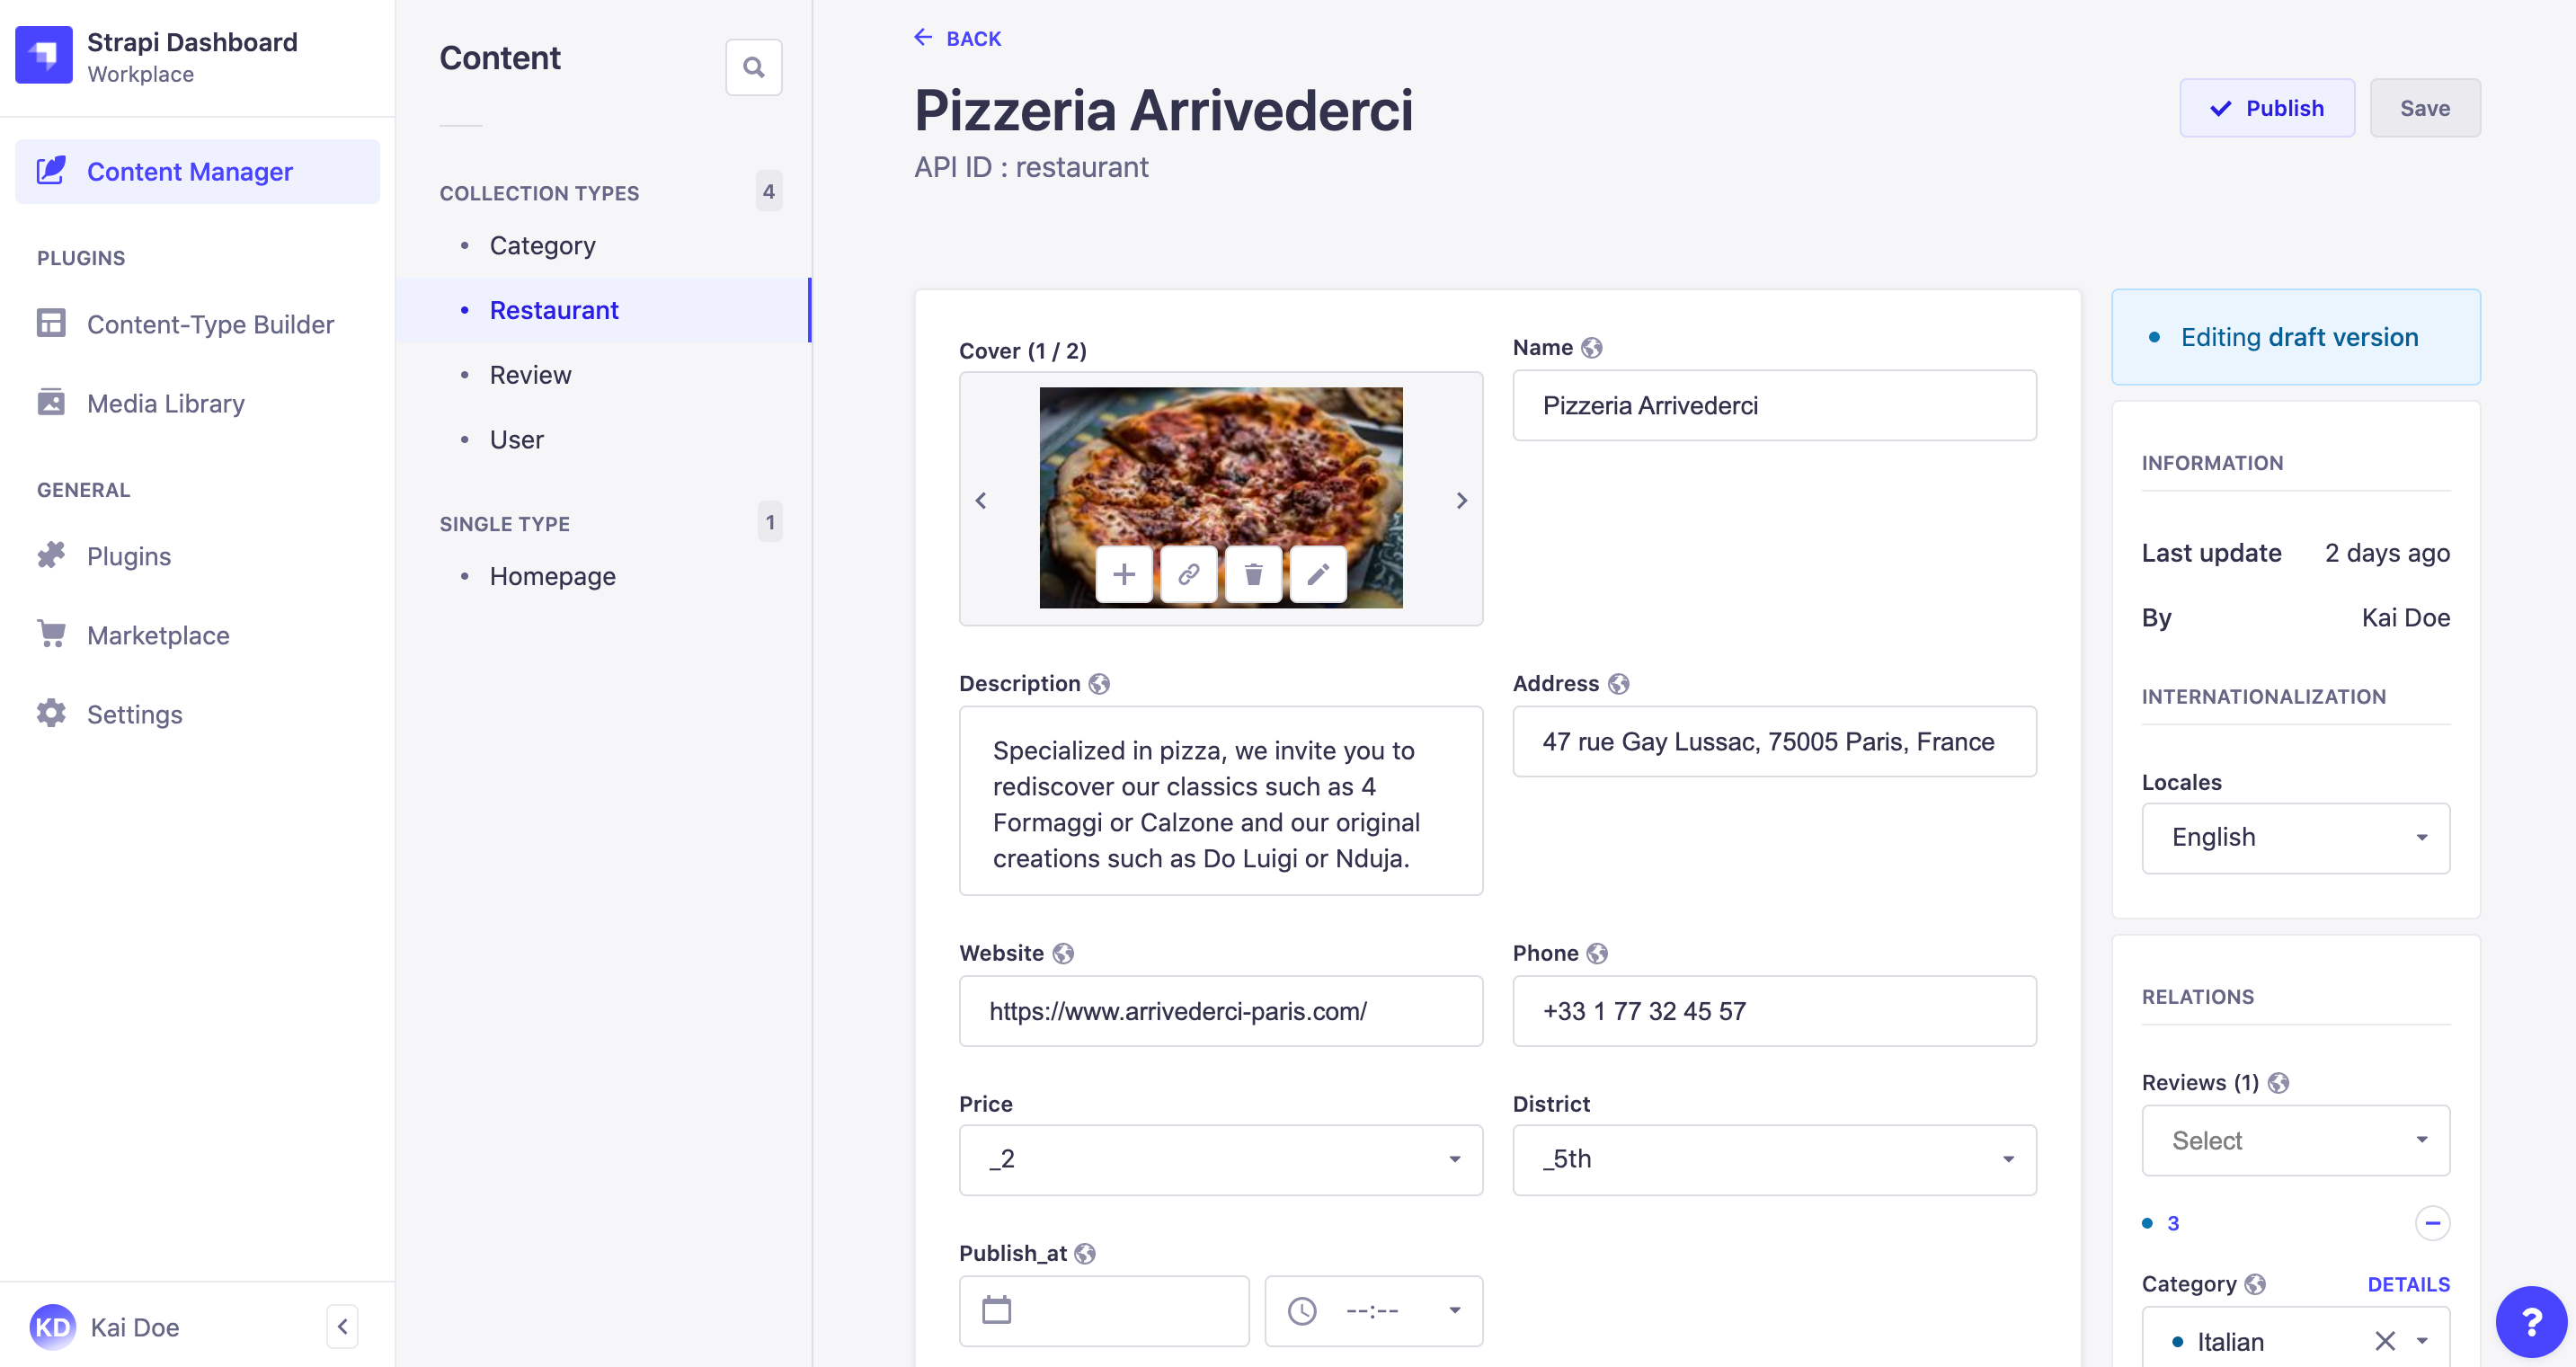 Strapi Dashboard
Workplace
Content Manager
PLUGINS
Content-Type Builder
Media Library
GENERAL
Plugins
Marketplace
Settings
KD
Kai Doe
Content
COLLECTION TYPES
4
Category
Restaurant
Review
User
SINGLE TYPE
1
Homepage
BACK
Pizzeria Arrivederci
API ID : restaurant
Publish
Save
Cover (1 / 2)
Name
Pizzeria Arrivederci
Description
Specialized in pizza, we invite you to
rediscover our classics such as 4
Formaggi or Calzone and our original
creations such as Do Luigi or Nduja.
Address
47 rue Gay Lussac, 75005 Paris, France
Website
https://www.arrivederci-paris.com/
Phone
+33 1 77 32 45 57
Price
_2
District
_5th
Publish_at
--:--
Editing draft version
INFORMATION
Last update
2 days ago
By
Kai Doe
INTERNATIONALIZATION
Locales
English
RELATIONS
Reviews (1)
Select
3
Category
DETAILS
Italian
?